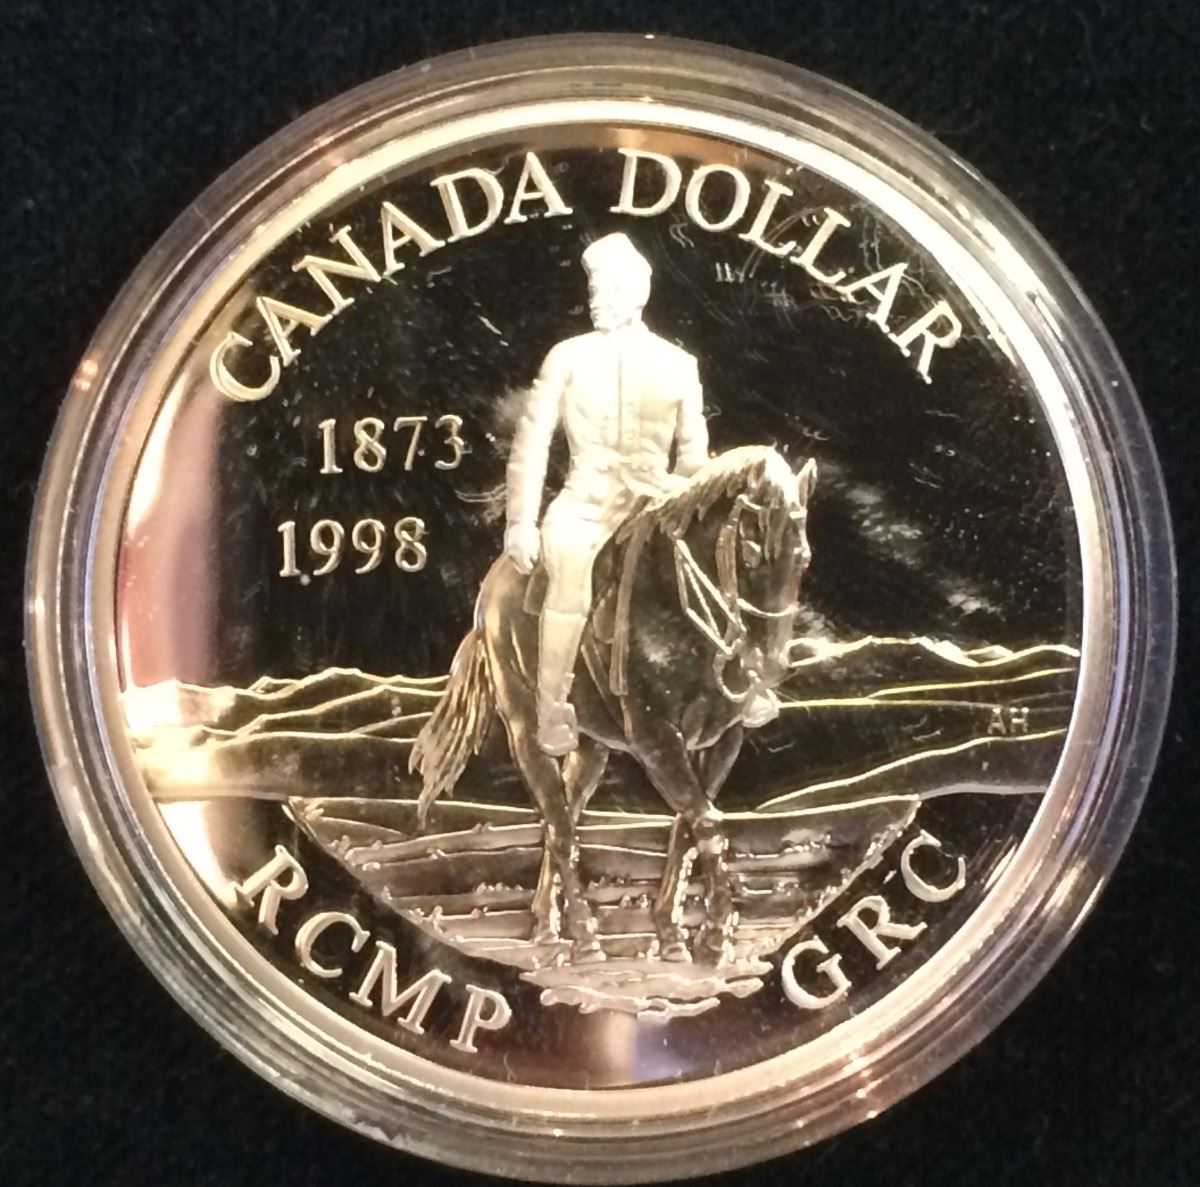 CANADA DOLLAR
1873
1998
AH
RCMP
GRC